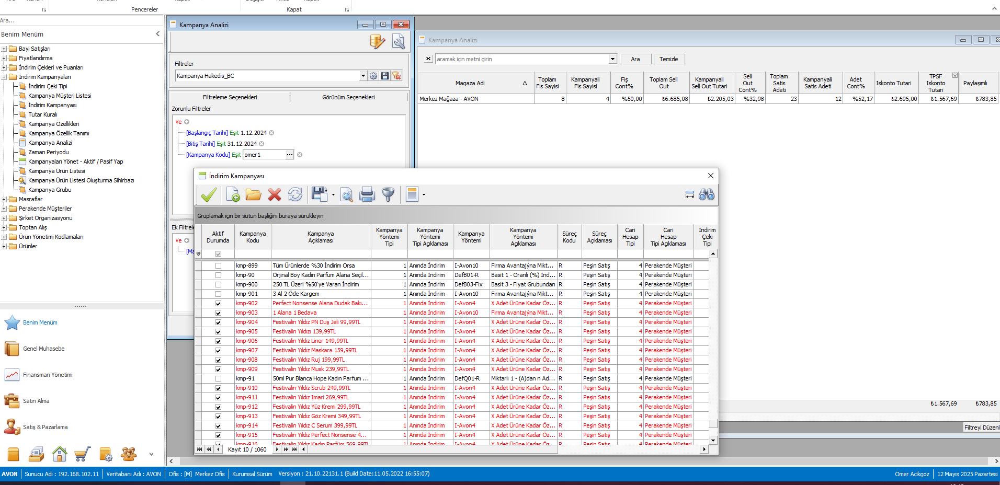 Pencereler
Kapat
Ara...
Benim Menüm
Bayi Satışları
Fiyatlandırma
İndirim Çekleri ve Puanları
İndirim Kampanyaları
İndirim Çeki Tipi
Kampanya Müşteri Listesi
İndirim Kampanyası
Tutar Kuralı
Kampanya Özellikleri
Kampanya Özellik Tanımı
Kampanya Analizi
Zaman Periyodu
Kampanyaları Yönet - Aktif / Pasif Yap
Kampanya Ürün Listesi
Kampanya Ürün Listesi Oluşturma Sihirbazı
Kampanya Grubu
Masraflar
Perakende Müşteriler
Şirket Organizasyonu
Toptan Alış
Ürün Yönetimi Kodlamaları
Ürünler
Benim Menüm
Genel Muhasebe
Finansman Yönetimi
Satın Alma
Satış & Pazarlama
Kampanya Analizi
Filtreler
Kampanya Hakedis_BC
Filtreleme Seçenekleri Görünüm Seçenekleri
Zorunlu Filtreler
Ve
[Başlangıç Tarihi] Eşit 1.12.2024
[Bitiş Tarihi] Eşit 31.12.2024
[Kampanya Kodu] Eşit omer1 ...
Ek Filtrele
Ve
[Ma
Kampanya Analizi
aramak için metni girin Ara Temizle
Magaza Adi Toplam Fis Sayisi Kampanyali Fis Sayisi Fiş Cont% Toplam Sell Out Kampanyali Sell Out Tutari Sell Out Cont% Toplam Satis Adeti Kampanyali Satis Adeti Adet Cont% Iskonto Tutari TPSF Iskonto Tutari Paylaşımlı
Merkez Mağaza - AVON 8 4 %50,00 ₺6.685,08 ₺2.205,03 %32,98 23 12 %52,17 ₺2.695,00 ₺1.567,69 ₺783,85
₺1.567,69 ₺783,85
Filtreyi Düzenl
İndirim Kampanyası
Gruplamak için bir sütun başlığını buraya sürükleyin
Aktif Durumda Kampanya Kodu Kampanya Açıklaması Kampanya Yöntemi Tipi Kampanya Yöntemi Tipi Açıklaması Kampanya Yöntemi Kampanya Yöntemi Açıklaması Süreç Kodu Süreç Açıklaması Cari Hesap Tipi Cari Hesap Tipi Açıklaması İndirim Çeki Tipi
kmp-899 Tüm Ürünlerde %30 İndirim Orsa 1 Anında İndirim I-Avon10 Firma Avantajýna Mikt... R Peşin Satış 4 Perakende Müşteri
kmp-90 Orjinal Boy Kadın Parfum Alana Seçil... 1 Anında İndirim DefB01-R Basit 1 - Oranlı (%) İnd... R Peşin Satış 4 Perakende Müşteri
kmp-900 250 TL Üzeri %50'ye Varan İndirim 1 Anında İndirim DefB03-Fix Basit 3 - Fiyat Grubundan R Peşin Satış 4 Perakende Müşteri
kmp-901 3 Al 2 Öde Kargem 1 Anında İndirim I-Avon10 Firma Avantajýna Mikt... R Peşin Satış 4 Perakende Müşteri
kmp-902 Perfect Nonsense Alana Dudak Bakı... 1 Anında İndirim I-Avon4 X Adet Ürüne Kadar Öz... R Peşin Satış 4 Perakende Müşteri
kmp-903 1 Alana 1 Bedava 1 Anında İndirim I-Avon10 Firma Avantajýna Mikt... R Peşin Satış 4 Perakende Müşteri
kmp-904 Festivalin Yıldız PN Duş Jeli 99,99TL 1 Anında İndirim I-Avon4 X Adet Ürüne Kadar Öz... R Peşin Satış 4 Perakende Müşteri
kmp-905 Festivalin Yıldızı 139,99TL 1 Anında İndirim I-Avon4 X Adet Ürüne Kadar Öz... R Peşin Satış 4 Perakende Müşteri
kmp-906 Festivalin Yıldız Liner 149,99TL 1 Anında İndirim I-Avon4 X Adet Ürüne Kadar Öz... R Peşin Satış 4 Perakende Müşteri
kmp-907 Festivalin Yıldız Maskara 159,99TL 1 Anında İndirim I-Avon4 X Adet Ürüne Kadar Öz... R Peşin Satış 4 Perakende Müşteri
kmp-908 Festivalin Yıldız Ruj 199,99TL 1 Anında İndirim I-Avon4 X Adet Ürüne Kadar Öz... R Peşin Satış 4 Perakende Müşteri
kmp-909 Festivalin Yıldız Musk 239,99TL 1 Anında İndirim I-Avon4 X Adet Ürüne Kadar Öz... R Peşin Satış 4 Perakende Müşteri
kmp-91 50ml Pur Blanca Hope Kadın Parfum ... 1 Anında İndirim DefQ01-R Miktarlı 1 - (A)dan n Ad... R Peşin Satış 4 Perakende Müşteri
kmp-910 Festivalin Yıldız Scrub 249,99TL 1 Anında İndirim I-Avon4 X Adet Ürüne Kadar Öz... R Peşin Satış 4 Perakende Müşteri
kmp-911 Festivalin Yıldız Imari 269,99TL 1 Anında İndirim I-Avon4 X Adet Ürüne Kadar Öz... R Peşin Satış 4 Perakende Müşteri
kmp-912 Festivalin Yıldız Yüz Kremi 299,99TL 1 Anında İndirim I-Avon4 X Adet Ürüne Kadar Öz... R Peşin Satış 4 Perakende Müşteri
kmp-913 Festivalin Yıldız Göz Kremi 349,99TL 1 Anında İndirim I-Avon4 X Adet Ürüne Kadar Öz... R Peşin Satış 4 Perakende Müşteri
kmp-914 Festivalin Yıldız C Serum 399,99TL 1 Anında İndirim I-Avon4 X Adet Ürüne Kadar Öz... R Peşin Satış 4 Perakende Müşteri
kmp-915 Festivalin Yıldız Perfect Nonsense 4... 1 Anında İndirim I-Avon4 X Adet Ürüne Kadar Öz... R Peşin Satış 4 Perakende Müşteri
kmp-916 Festivalin Yıldız Kadın Parfüm 569,99TL 1 Anında İndirim I-Avon4 X Adet Ürüne Kadar Öz... R Peşin Satış 4 Perakende Müşteri
Kayıt 10 / 1060
AVON Sunucu Adı : 192.168.102.11 Veritabanı Adı : AVON Ofis : [M] Merkez Ofis Kurumsal Sürüm Versiyon : 21.10.22131.1 (Build Date:11.05.2022 16:55:07) Omer Acikgoz 12 Mayıs 2025 Pazartesi